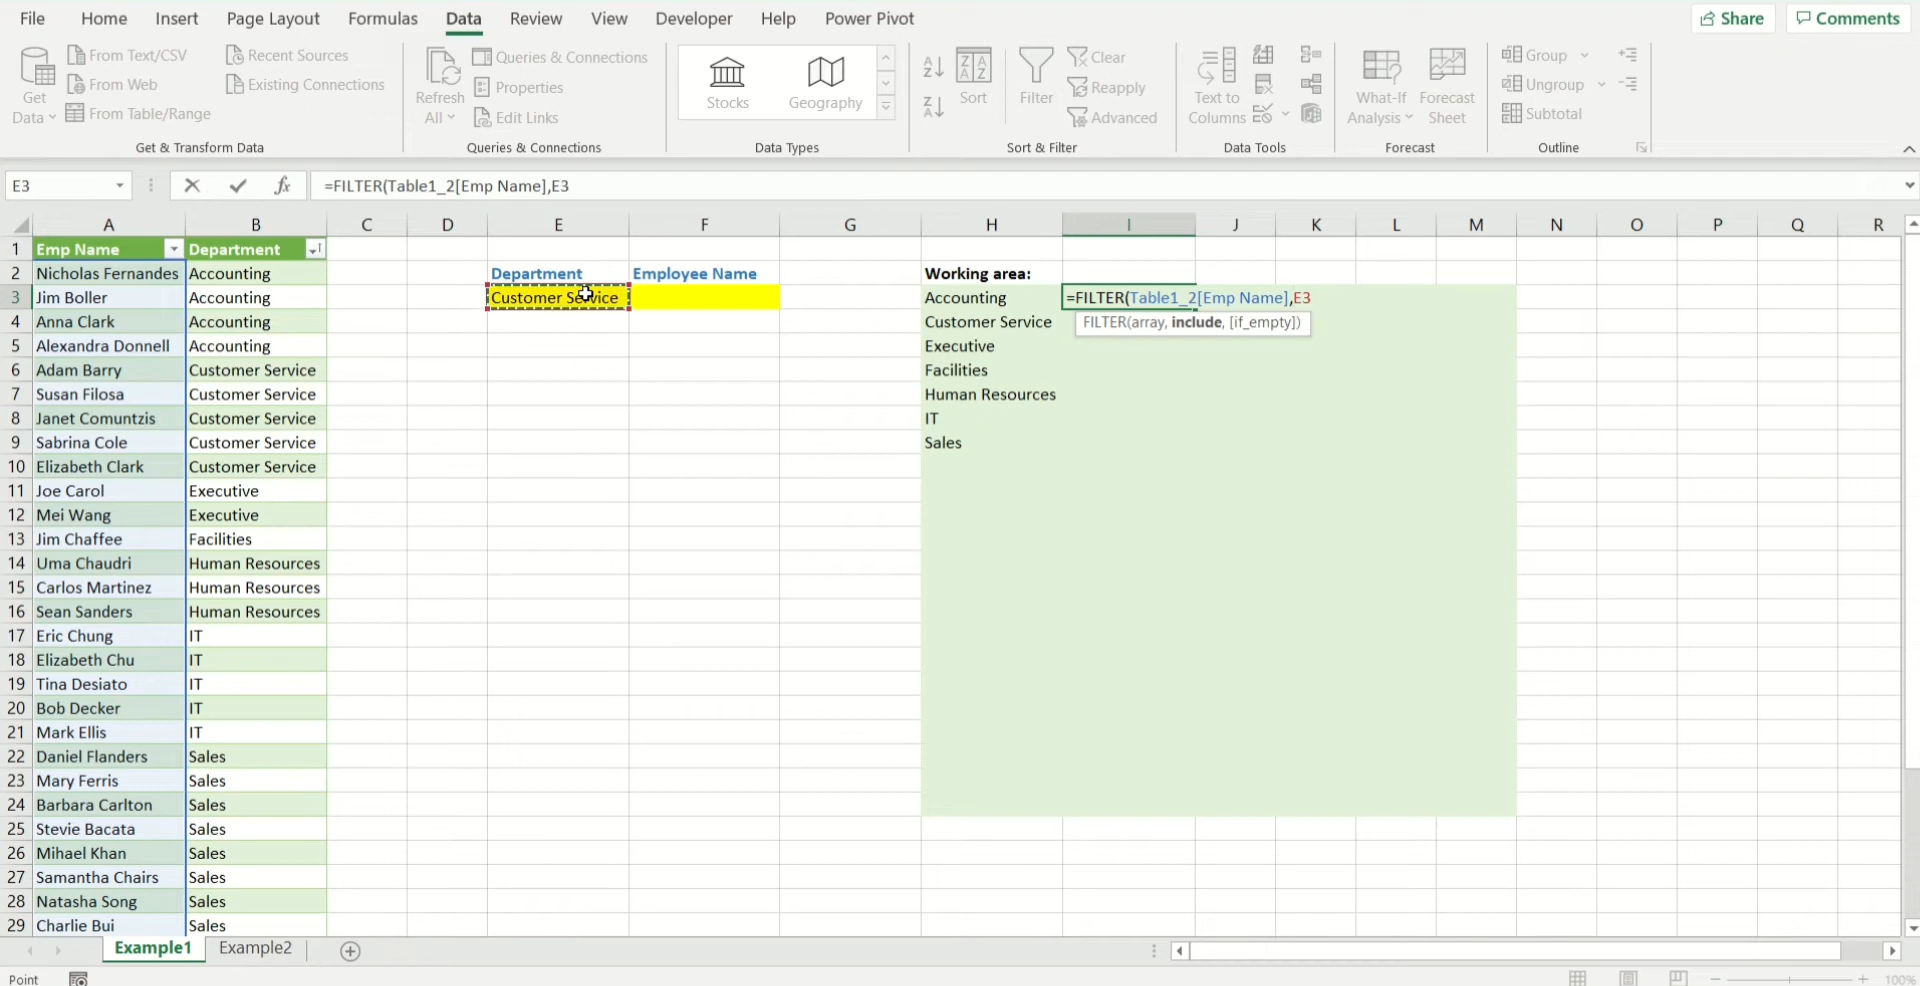 File Home Insert Page Layout Formulas Data Review View Developer Help Power Pivot Share Comments
Get Data
From Text/CSV
From Web
From Table/Range
Recent Sources
Existing Connections
Get & Transform Data
Refresh All
Queries & Connections
Properties
Edit Links
Queries & Connections
Stocks
Geography
Data Types
Sort
Filter
Clear
Reapply
Advanced
Sort & Filter
Text to Columns
Data Tools
What-If Analysis
Forecast Sheet
Forecast
Group
Ungroup
Subtotal
Outline
E3 fx =FILTER(Table1_2[Emp Name],E3
A B C D E F G H I J K L M N O P Q R
1 Emp Name Department
2 Nicholas Fernandes Accounting Department Employee Name Working area:
3 Jim Boller Accounting Customer Service Accounting =FILTER(Table1_2[Emp Name],E3
4 Anna Clark Accounting Customer Service FILTER(array, include, [if_empty])
5 Alexandra Donnell Accounting Executive
6 Adam Barry Customer Service Facilities
7 Susan Filosa Customer Service Human Resources
8 Janet Comuntzis Customer Service IT
9 Sabrina Cole Customer Service Sales
10 Elizabeth Clark Customer Service
11 Joe Carol Executive
12 Mei Wang Executive
13 Jim Chaffee Facilities
14 Uma Chaudri Human Resources
15 Carlos Martinez Human Resources
16 Sean Sanders Human Resources
17 Eric Chung IT
18 Elizabeth Chu IT
19 Tina Desiato IT
20 Bob Decker IT
21 Mark Ellis IT
22 Daniel Flanders Sales
23 Mary Ferris Sales
24 Barbara Carlton Sales
25 Stevie Bacata Sales
26 Mihael Khan Sales
27 Samantha Chairs Sales
28 Natasha Song Sales
29 Charlie Bui Sales
Example1 Example2
Point 100%